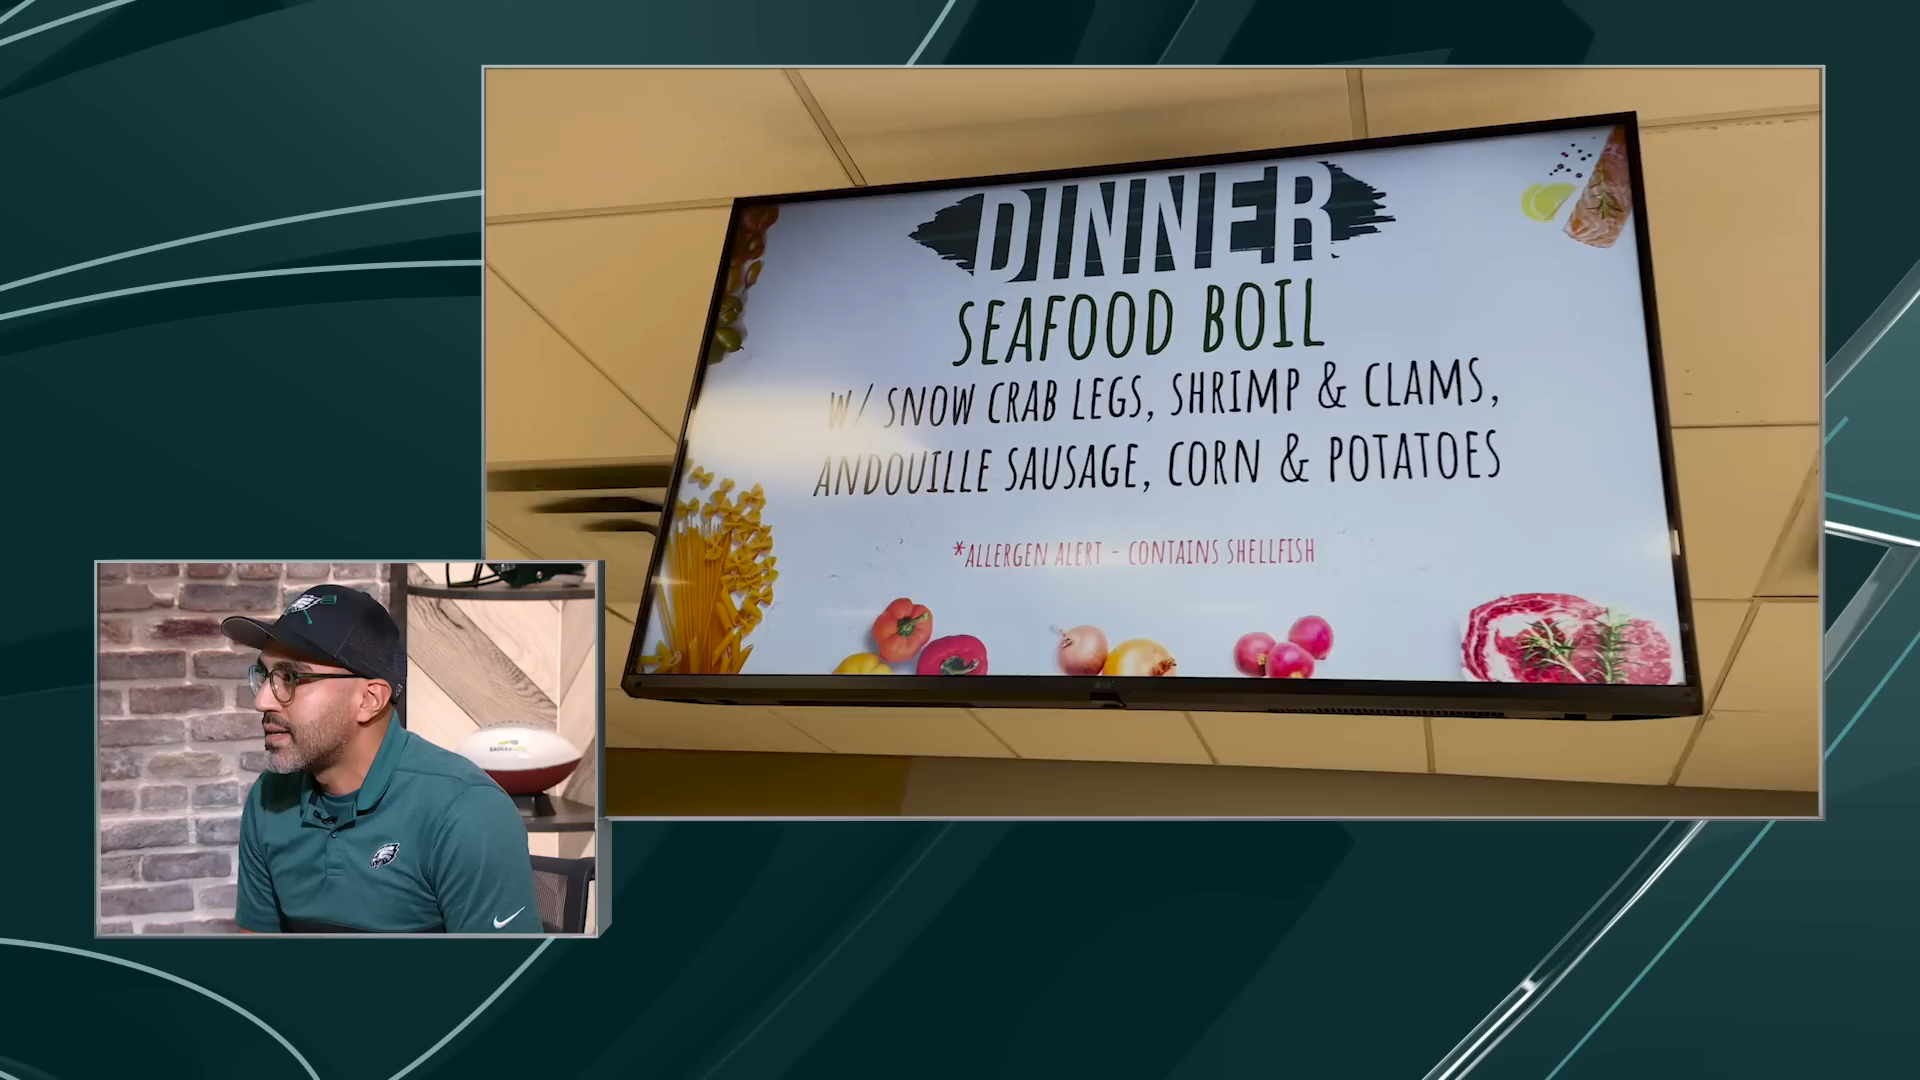 DINNER
SEAFOOD BOIL
W/ SNOW CRAB LEGS, SHRIMP & CLAMS,
ANDOUILLE SAUSAGE, CORN & POTATOES
*ALLERGEN ALERT - CONTAINS SHELLFISH